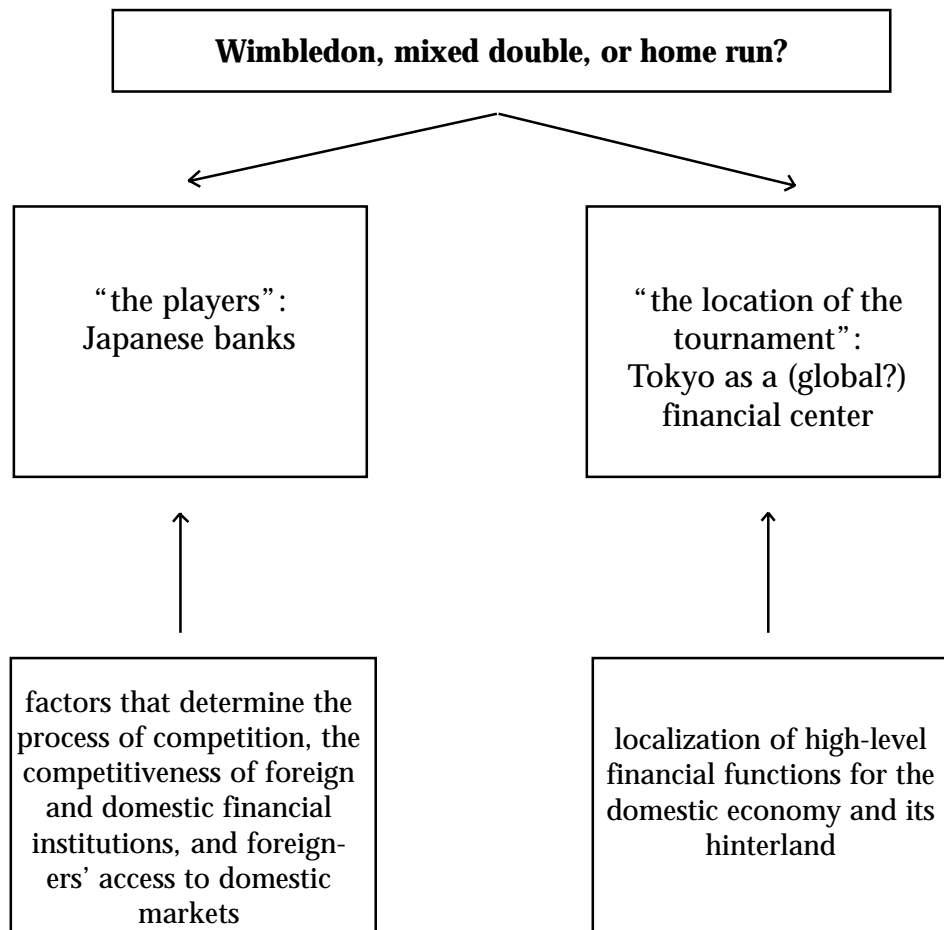 Wimbledon, mixed double, or home run?
“the players”:
Japanese banks
“the location of the
tournament”:
Tokyo as a (global?)
financial center
factors that determine the
process of competition, the
competitiveness of foreign
and domestic financial
institutions, and foreign-
ers’ access to domestic
markets
localization of high-level
financial functions for the
domestic economy and its
hinterland